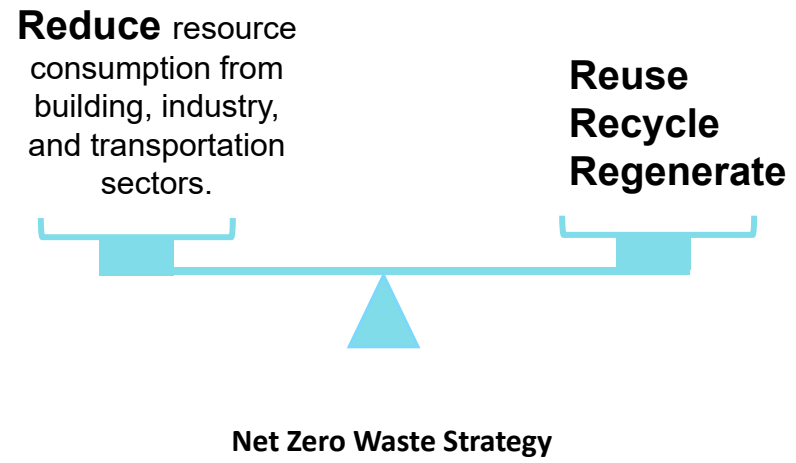 Reduce resource
consumption from
building, industry,
and transportation
sectors.
Reuse
Recycle
Regenerate
Net Zero Waste Strategy